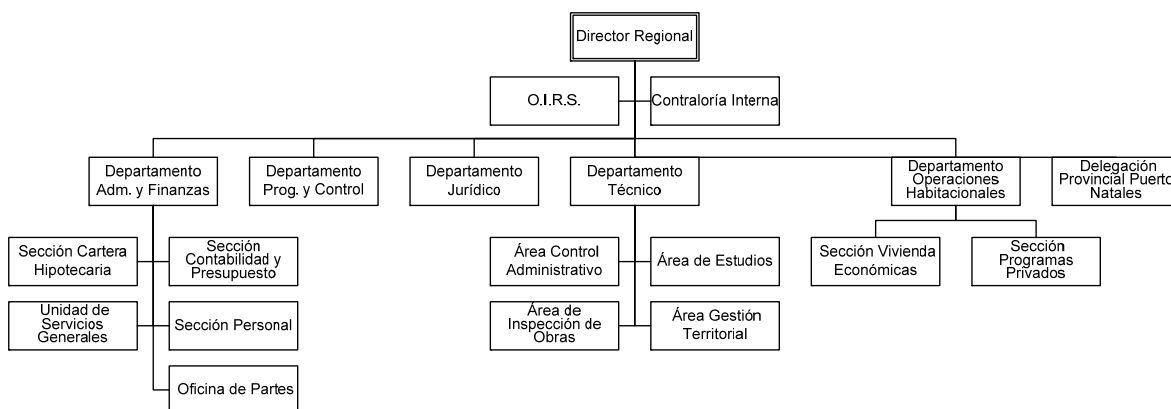 Director Regional
O.I.R.S.
Contraloría Interna
Departamento
Adm. y Finanzas
Departamento
Prog. y Control
Departamento
Jurídico
Departamento
Técnico
Departamento
Operaciones
Habitacionales
Delegación
Provincial Puerto
Natales
Sección Cartera
Hipotecaria
Sección
Contabilidad y
Presupuesto
Área Control
Administrativo
Área de Estudios
Sección Vivienda
Económicas
Sección
Programas
Privados
Unidad de
Servicios
Generales
Sección Personal
Área de
Inspección de
Obras
Área Gestión
Territorial
Oficina de Partes